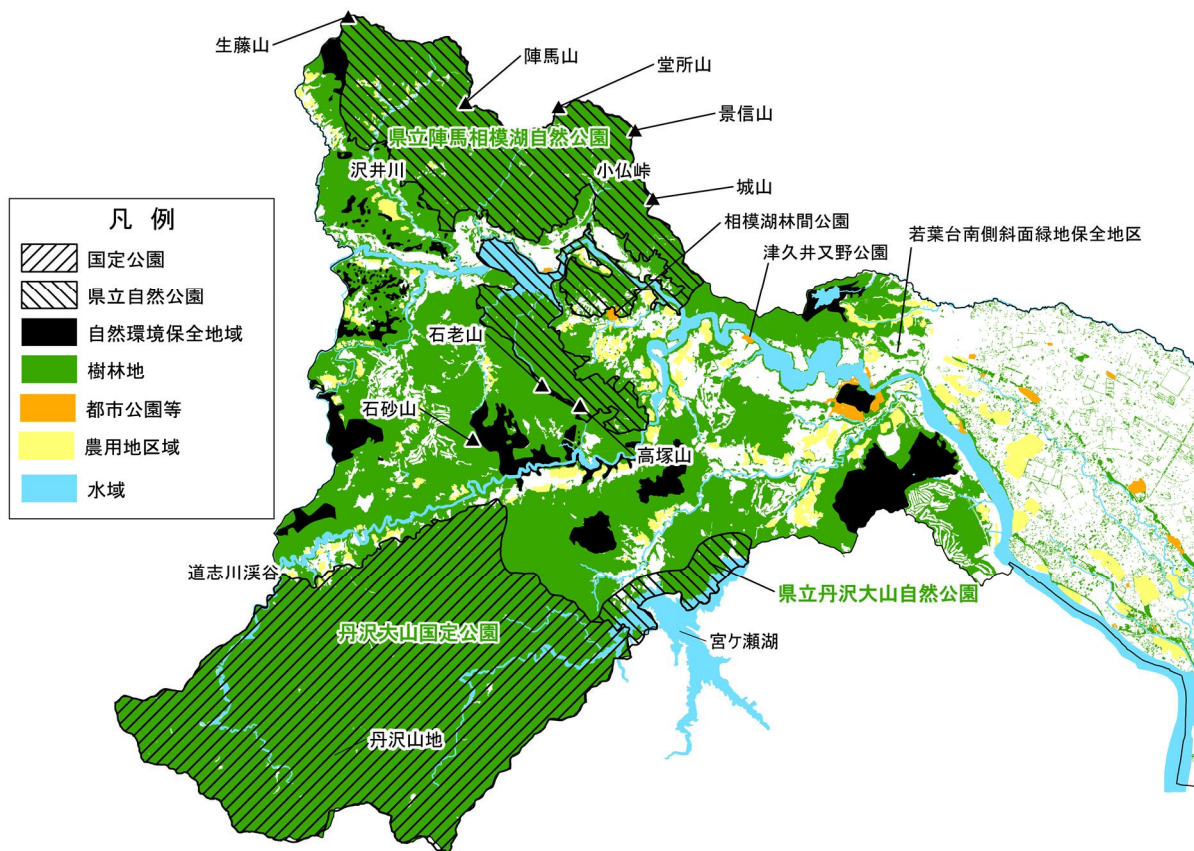 生藤山
陣馬山
堂所山
景信山
県立陣馬相模湖自然公園
沢井川
小仏峠
城山
相模湖林間公園
津久井又野公園
若葉台南側斜面緑地保全地区
凡 例
国定公園
県立自然公園
自然環境保全地域
樹林地
都市公園等
農用地区域
水域
石老山
石砂山
高塚山
道志川渓谷
県立丹沢大山自然公園
丹沢大山国定公園
宮ケ瀬湖
丹沢山地